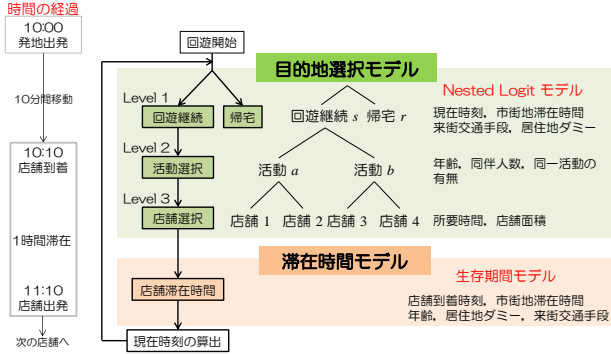 時間の経過
10:00
発地出発
10分間移動
10:10
店舗到着
1時間滞在
11:10
店舗出発
次の店舗へ
回遊開始
目的地選択モデル
Nested Logit モデル
Level 1
回遊継続
帰宅
回遊継続 s 帰宅 r
現在時刻，市街地滞在時間
来街交通手段，居住地ダミー
Level 2
活動選択
活動 a
活動 b
年齢，同伴人数，同一活動の
有無
Level 3
店舗選択
店舗 1 店舗 2 店舗 3 店舗 4
所要時間，店舗面積
滞在時間モデル
生存期間モデル
店舗滞在時間
店舗到着時刻，市街地滞在時間
年齢，居住地ダミー，来街交通手段
現在時刻の算出